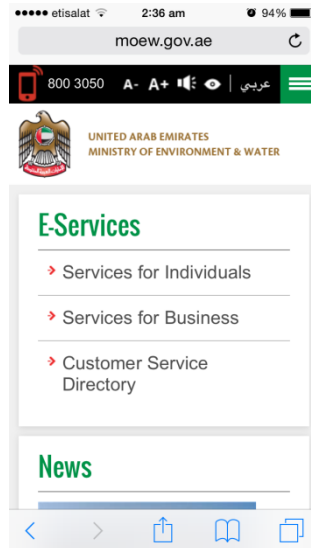 etisalat 2:36 am 94%
moew.gov.ae
800 3050 A- A+ عربي
UNITED ARAB EMIRATES
MINISTRY OF ENVIRONMENT & WATER
E-Services
Services for Individuals
Services for Business
Customer Service
Directory
News